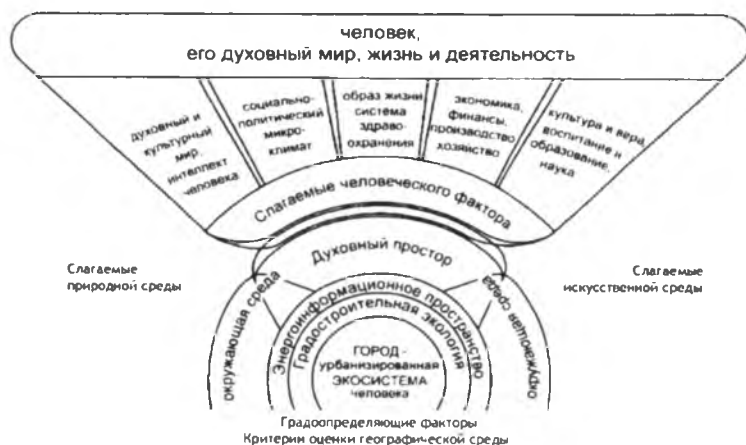 человек,
его духовный мир, жизнь и деятельность
духовный и
культурный
мир,
интеллект
человека
социально-
политический
микро-
климат
образ жизни
система
здраво-
охранения
экономика,
финансы,
производство
хозяйство
культура и вера,
воспитание и
образование,
наука
Слагаемые человеческого фактора
Духовный простор
Слагаемые
природной среды
Слагаемые
искусственной среды
окружающая среда
окружающая среда
Энергоинформационное пространство
Градостроительная экология
ГОРОД -
урбанизированная
ЭКОСИСТЕМА
человека
Градоопределяющие факторы
Критерии оценки географической среды